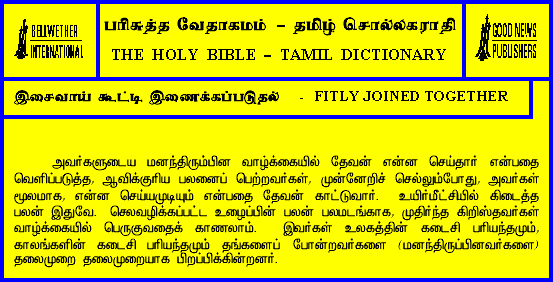 BELLWETHER
INTERNATIONAL
பரிசுத்த வேதாகமம் – தமிழ் சொல்லகராதி
THE HOLY BIBLE – TAMIL DICTIONARY
GOOD NEWS
PUBLISHERS
இசைவாய் கூட்டி இணைக்கப்படுதல் - FITLY JOINED TOGETHER
அவர்களுடைய மனந்திரும்பின வாழ்க்கையில் தேவன் என்ன செய்தார் என்பதை
வெளிப்படுத்த, ஆவிக்குரிய பலனைப் பெற்றவர்கள், முன்னேறிச் செல்லும்போது, அவர்கள்
மூலமாக, என்ன செய்யமுடியும் என்பதை தேவன் காட்டுவார். உயிர்மீட்சியில் கிடைத்த
பலன் இதுவே. செலவழிக்கப்பட்ட உழைப்பின் பலன் பலமடங்காக, முதிர்ந்த கிறிஸ்தவர்கள்
வாழ்க்கையில் பெருகுவதைக் காணலாம். இவர்கள் உலகத்தின் கடைசி பரியந்தமும்,
காலங்களின் கடைசி பரியந்தமும் தங்களைப் போன்றவர்களை (மனந்திருப்பினவர்களை)
தலைமுறை தலைமுறையாக பிறப்பிக்கின்றனர்.